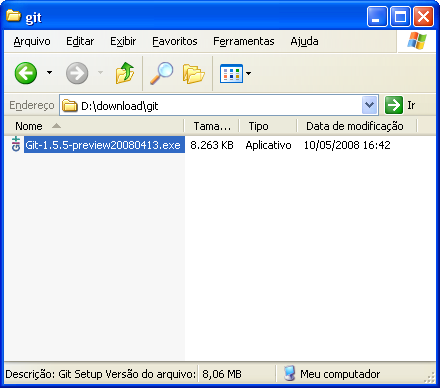 git
Arquivo Editar Exibir Favoritos Ferramentas Ajuda
Endereço D:\download\git Ir
Nome Tama... Tipo Data de modificação
Git-1.5.5-preview20080413.exe 8.263 KB Aplicativo 10/05/2008 16:42
Descrição: Git Setup Versão do arquivo: 8,06 MB Meu computador